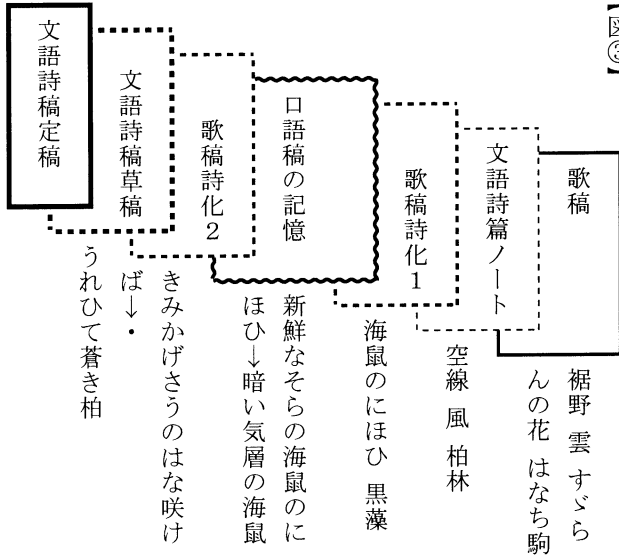 【図③
歌稿
裾野 雲 すゞら
んの花 はなち駒
文語詩篇ノート
空線 風 柏林
歌稿詩化1
海鼠のにほひ 黒藻
口語稿の記憶
新鮮なそらの海鼠のに
ほひ→暗い気層の海鼠
歌稿詩化2
きみかげさうのはな咲け
ば→・
文語詩稿草稿
うれひて蒼き柏
文語詩稿定稿